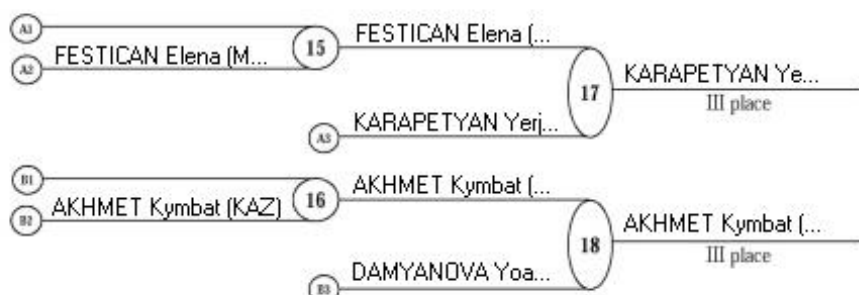 A1
FESTICAN Elena (M...
A2
15
FESTICAN Elena (...
A3
KARAPETYAN Yerj...
17
KARAPETYAN Ye...
III place
B1
AKHMET Kymbat (KAZ)
B2
16
AKHMET Kymbat (...
B3
DAMYANOVA Yoa...
18
AKHMET Kymbat (...
III place